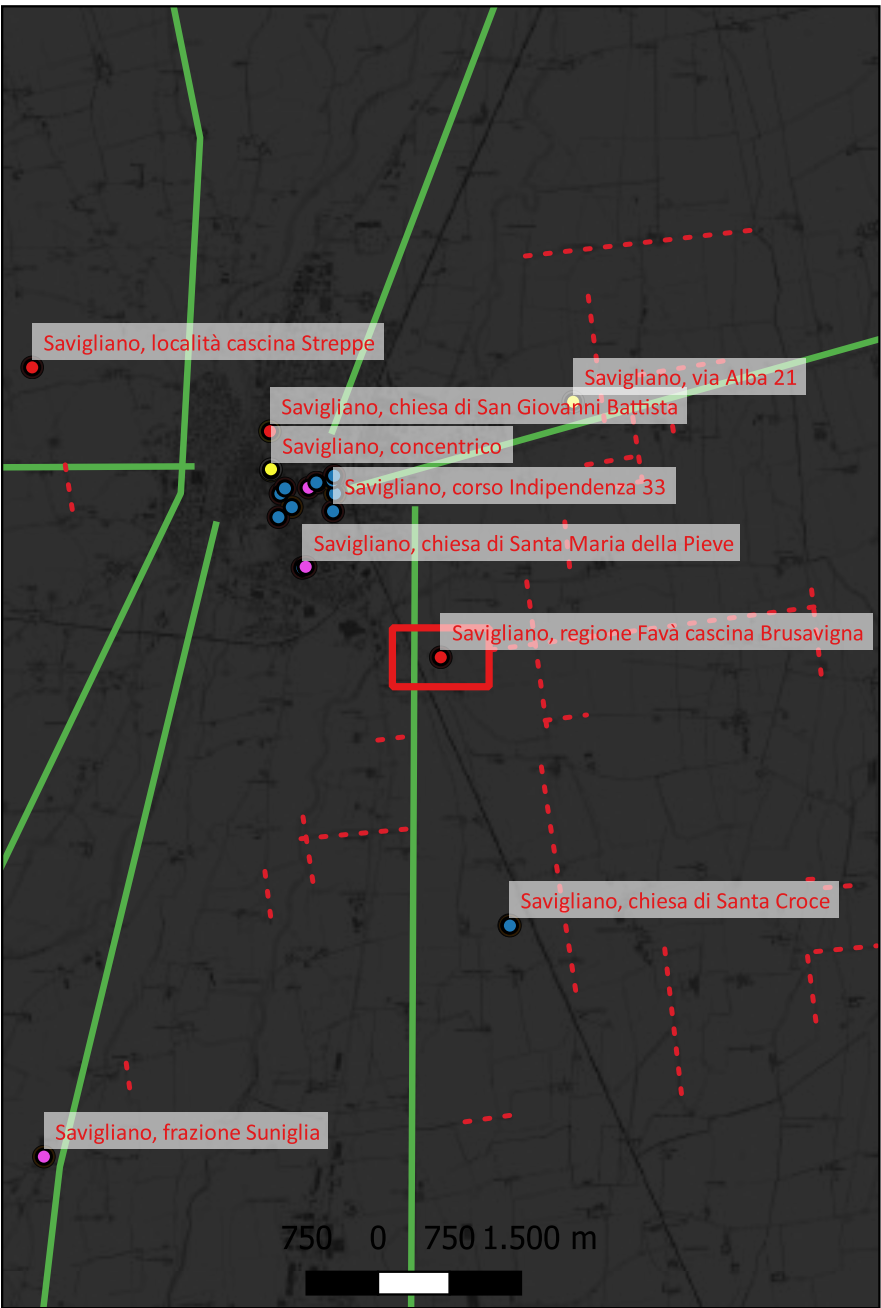 Savigliano, località cascina Streppe
Savigliano, via Alba 21
Savigliano, chiesa di San Giovanni Battista
Savigliano, concentrico
Savigliano, corso Indipendenza 33
Savigliano, chiesa di Santa Maria della Pieve
Savigliano, regione Favà cascina Brusavigna
Savigliano, chiesa di Santa Croce
Savigliano, frazione Suniglia
750 0 750 1.500 m